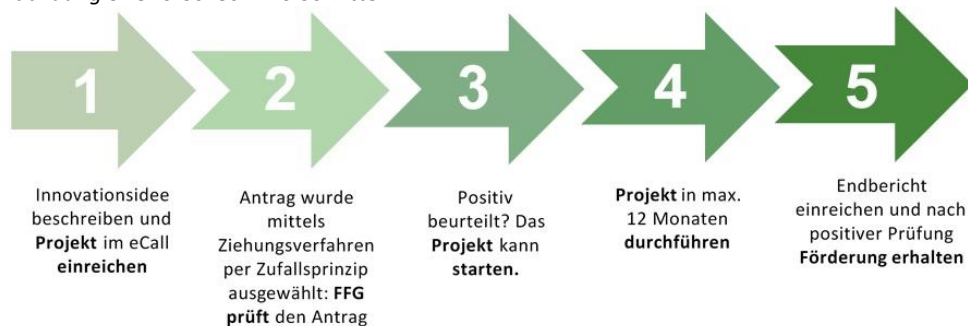 1
Innovationsidee
beschreiben und
Projekt im eCall
einreichen
2
Antrag wurde
mittels
Ziehungsverfahren
per Zufallsprinzip
ausgewählt: FFG
prüft den Antrag
3
Positiv
beurteilt? Das
Projekt kann
starten.
4
Projekt in max.
12 Monaten
durchführen
5
Endbericht
einreichen und nach
positiver Prüfung
Förderung erhalten